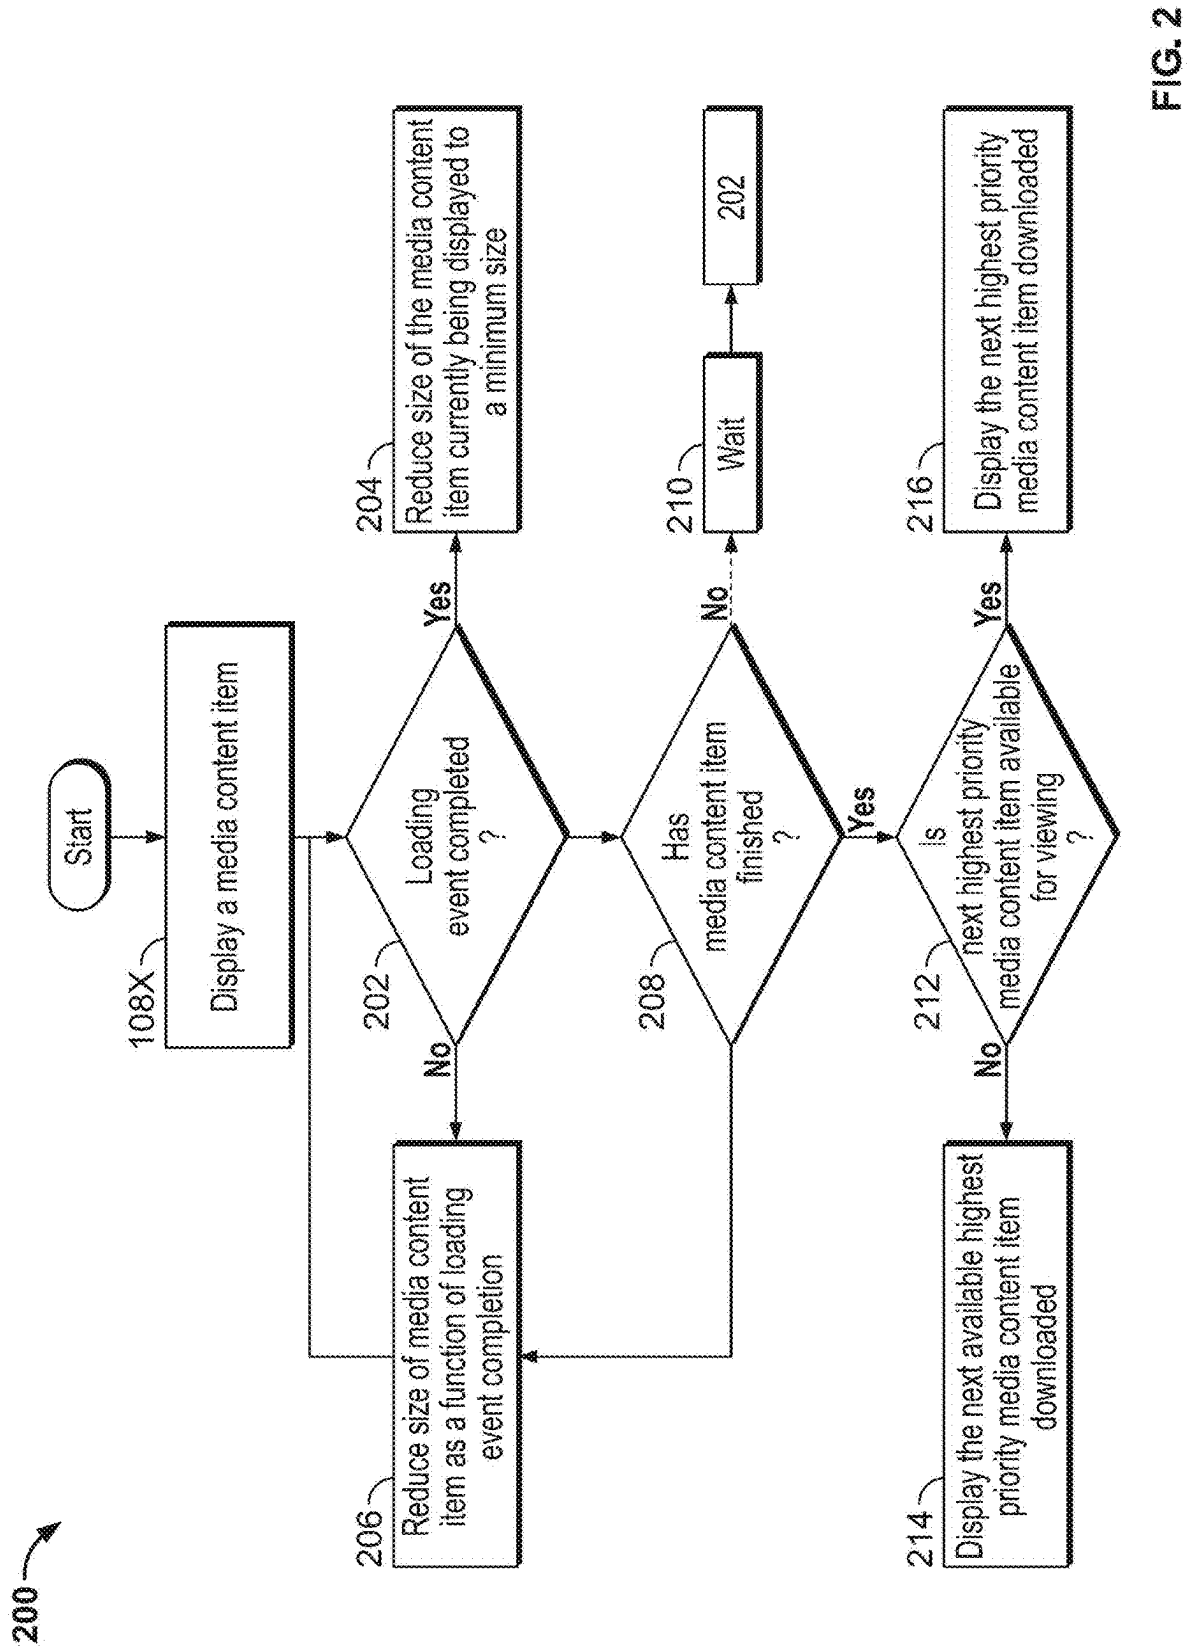 200
Start
108X
Display a media content item
202
Loading
event completed
?
Yes
204
Reduce size of the media content
item currently being displayed to
a minimum size
No
206
Reduce size of media content
item as a function of loading
event completion
208
Has
media content item
finished
?
No
210
Wait
202
Yes
212
Is
next highest priority
media content item available
for viewing
?
No
214
Display the next available highest
priority media content item
downloaded
Yes
216
Display the next highest priority
media content item downloaded
FIG. 2